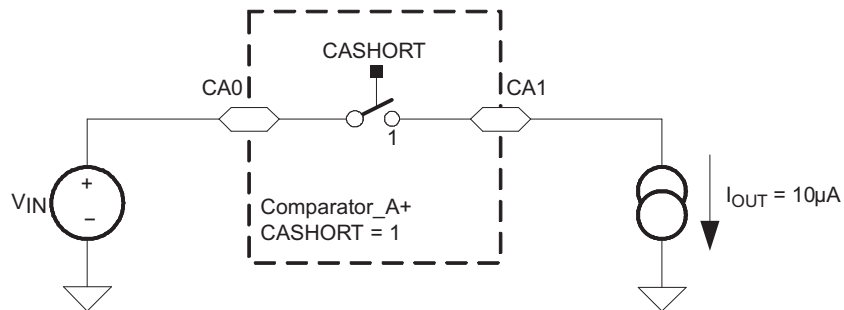 CASHORT
CA0
CA1
1
+
−
VIN
Comparator_A+
CASHORT = 1
IOUT = 10µA